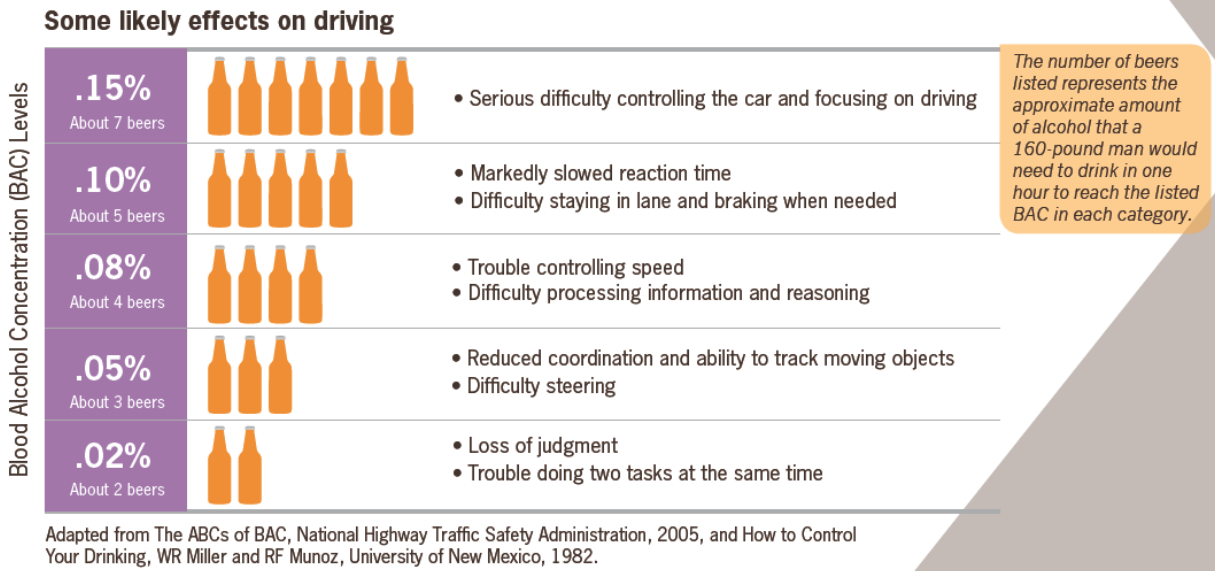 Some likely effects on driving
Blood Alcohol Concentration (BAC) Levels
.15%
About 7 beers
• Serious difficulty controlling the car and focusing on driving
.10%
About 5 beers
• Markedly slowed reaction time
• Difficulty staying in lane and braking when needed
.08%
About 4 beers
• Trouble controlling speed
• Difficulty processing information and reasoning
.05%
About 3 beers
• Reduced coordination and ability to track moving objects
• Difficulty steering
.02%
About 2 beers
• Loss of judgment
• Trouble doing two tasks at the same time
The number of beers
listed represents the
approximate amount
of alcohol that a
160-pound man would
need to drink in one
hour to reach the listed
BAC in each category.
Adapted from The ABCs of BAC, National Highway Traffic Safety Administration, 2005, and How to Control
Your Drinking, WR Miller and RF Munoz, University of New Mexico, 1982.